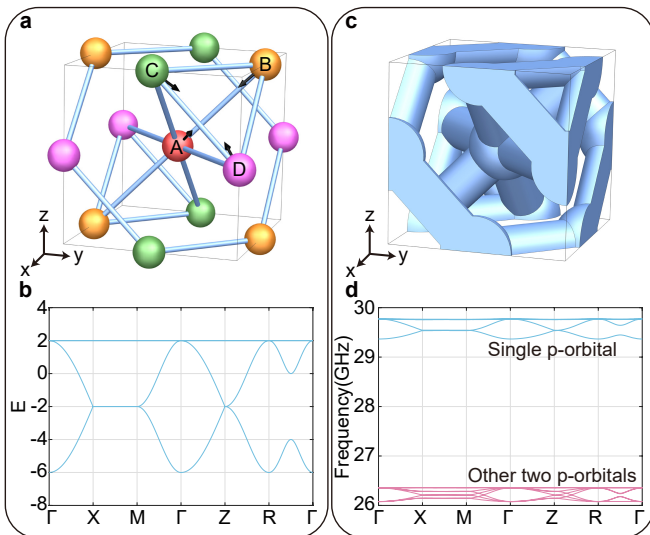 a
C
B
A
D
z
y
x
b
4
2
0
-2
-4
-6
-8
E
Γ X M Γ Z R Γ
c
z
y
x
d
30
29
28
27
26
Frequency(GHz)
Single p-orbital
Other two p-orbitals
Γ X M Γ Z R Γ